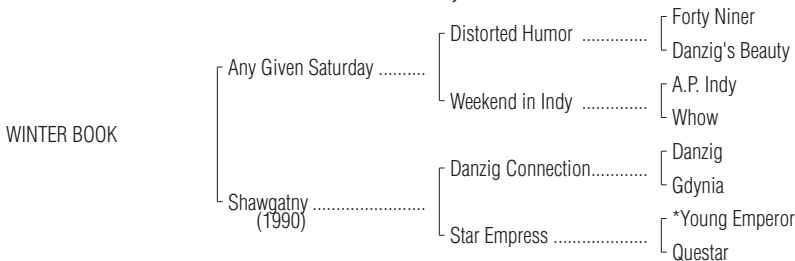 Forty Niner
Distorted Humor ..............
Danzig's Beauty
Any Given Saturday ..........
A.P. Indy
Weekend in Indy ..............
Whow
WINTER BOOK
Danzig
Danzig Connection............
Gdynia
Shawgatny ........................
(1990)
*Young Emperor
Star Empress ....................
Questar